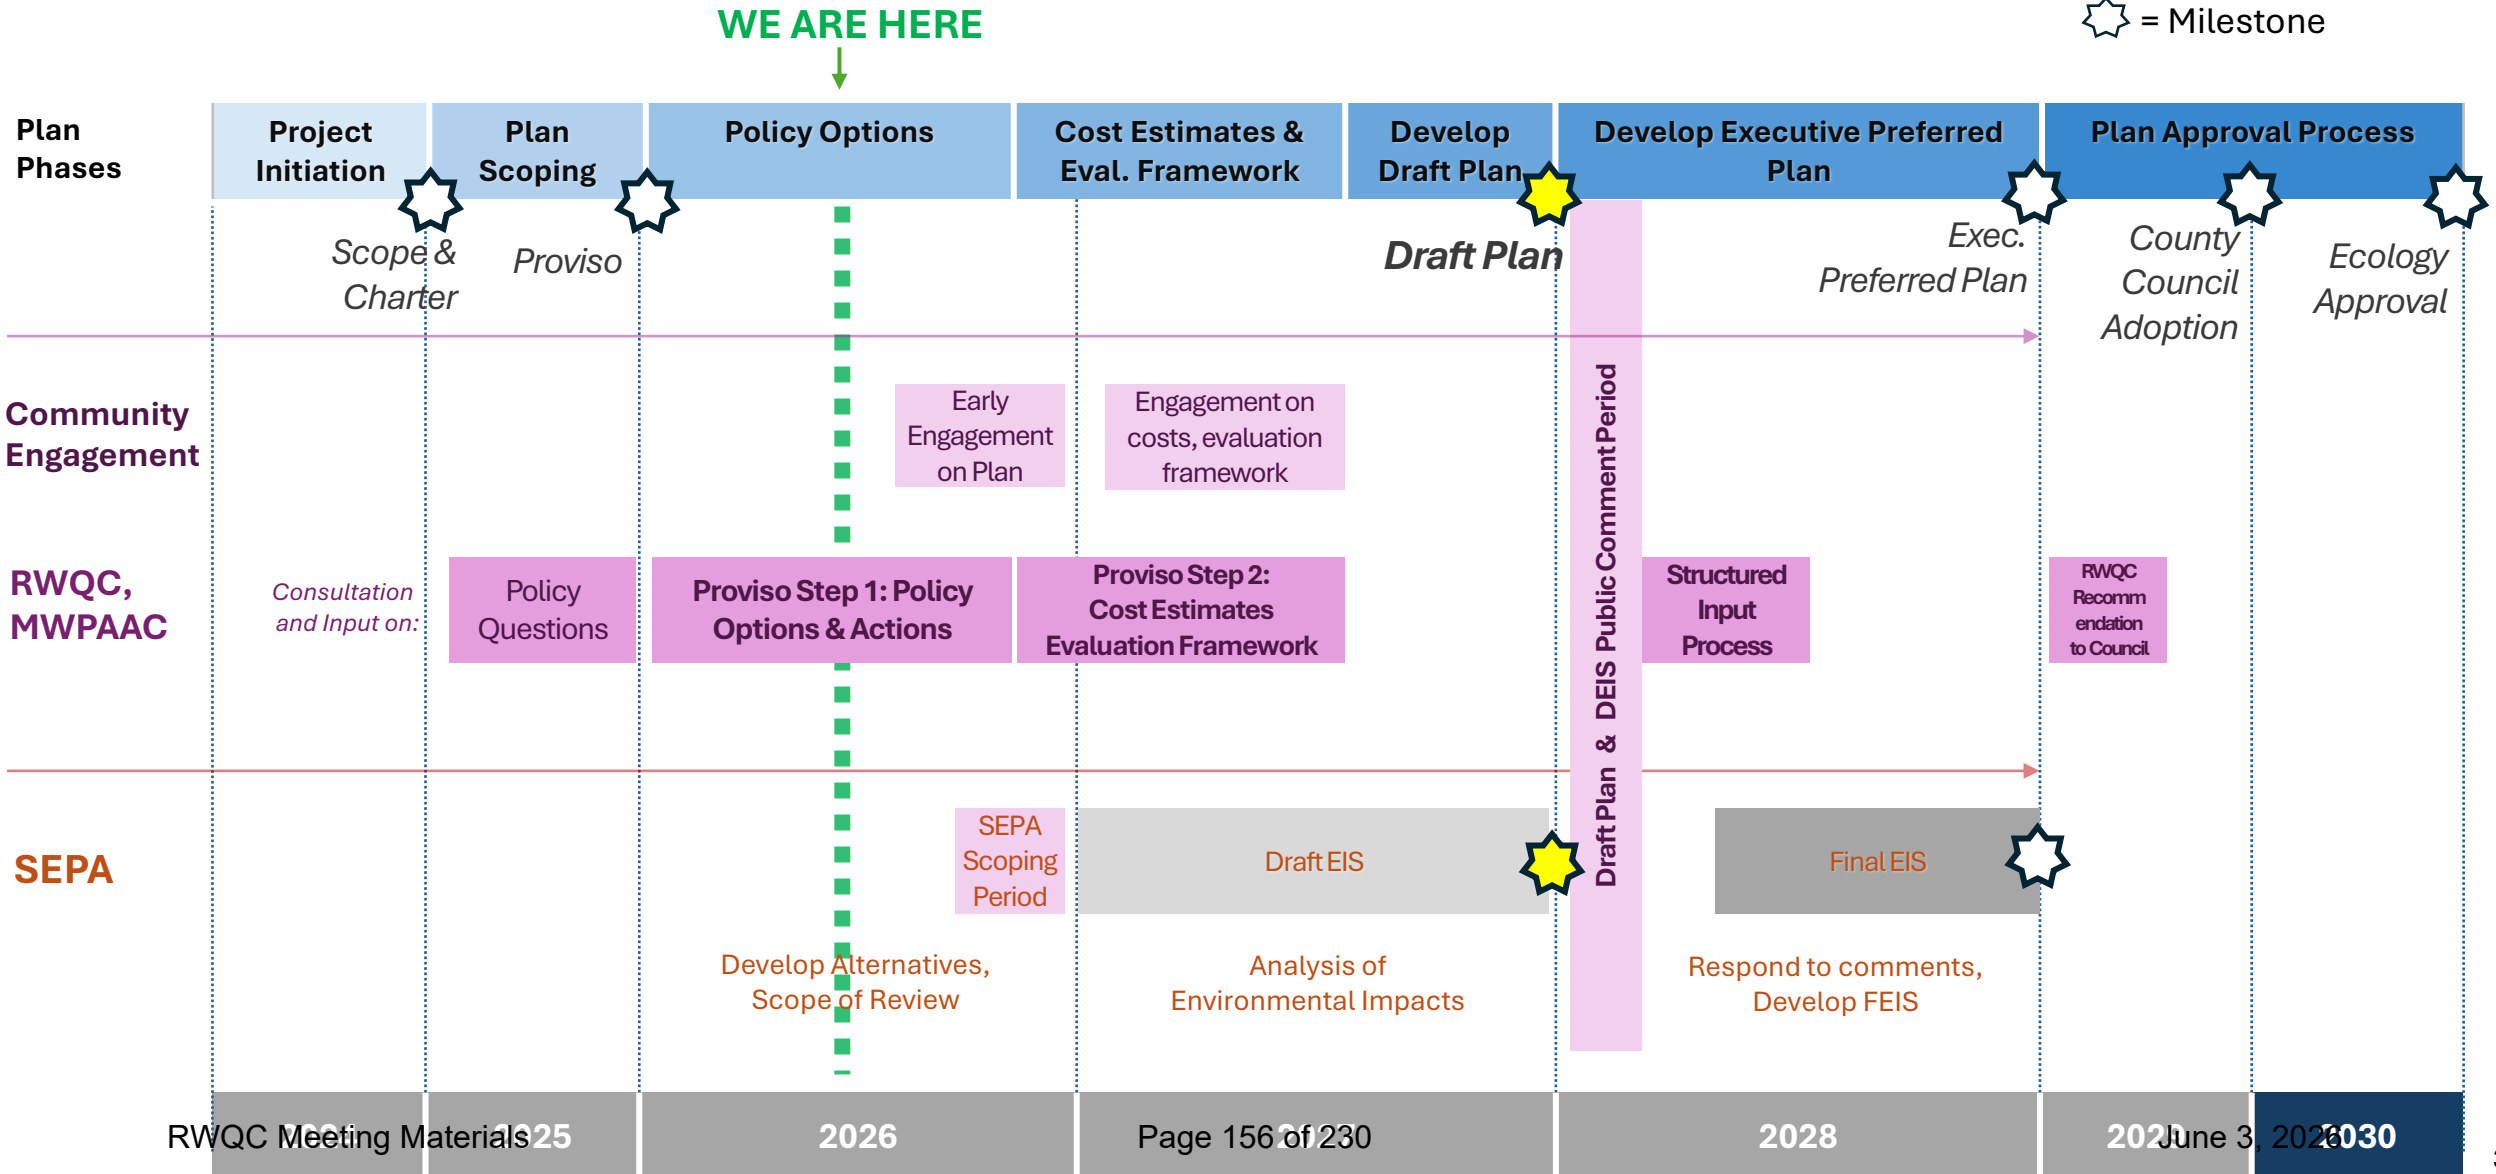 WE ARE HERE
= Milestone
Plan
Phases
Project
Initiation
Plan
Scoping
Policy Options
Cost Estimates &
Eval. Framework
Develop
Draft Plan
Develop Executive Preferred
Plan
Plan Approval Process
Scope &
Charter
Proviso
Draft Plan
Exec.
Preferred Plan
County
Council
Adoption
Ecology
Approval
Community
Engagement
Early
Engagement
on Plan
Engagement on
costs, evaluation
framework
Draft Plan & DEIS Public Comment Period
RWQC,
MWPAAC
Consultation
and Input on:
Policy
Questions
Proviso Step 1: Policy
Options & Actions
Proviso Step 2:
Cost Estimates
Evaluation Framework
Structured
Input
Process
RWQC
Recomm
endation
to Council
SEPA
SEPA
Scoping
Period
Draft EIS
Final EIS
Develop Alternatives,
Scope of Review
Analysis of
Environmental Impacts
Respond to comments,
Develop FEIS
2024
2025
2026
2027
2028
2029
2030
RWQC Meeting Materials
Page 156 of 230
June 3, 2026